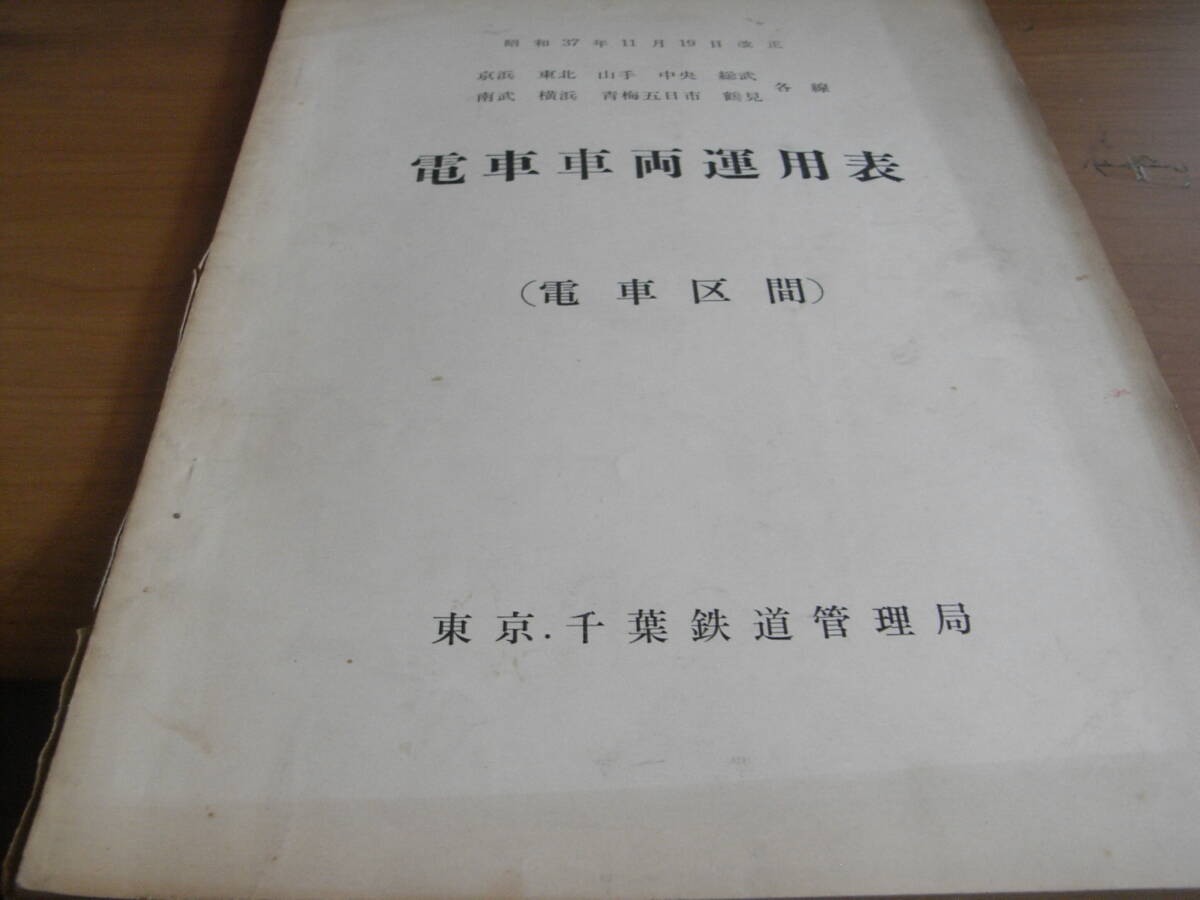 昭和37年11月19日改正
京浜 東北 山手 中央 総武
南武 横浜 青梅五日市 鶴見 各線
電車車両運用表
(電車区間)
東京.千葉鉄道管理局